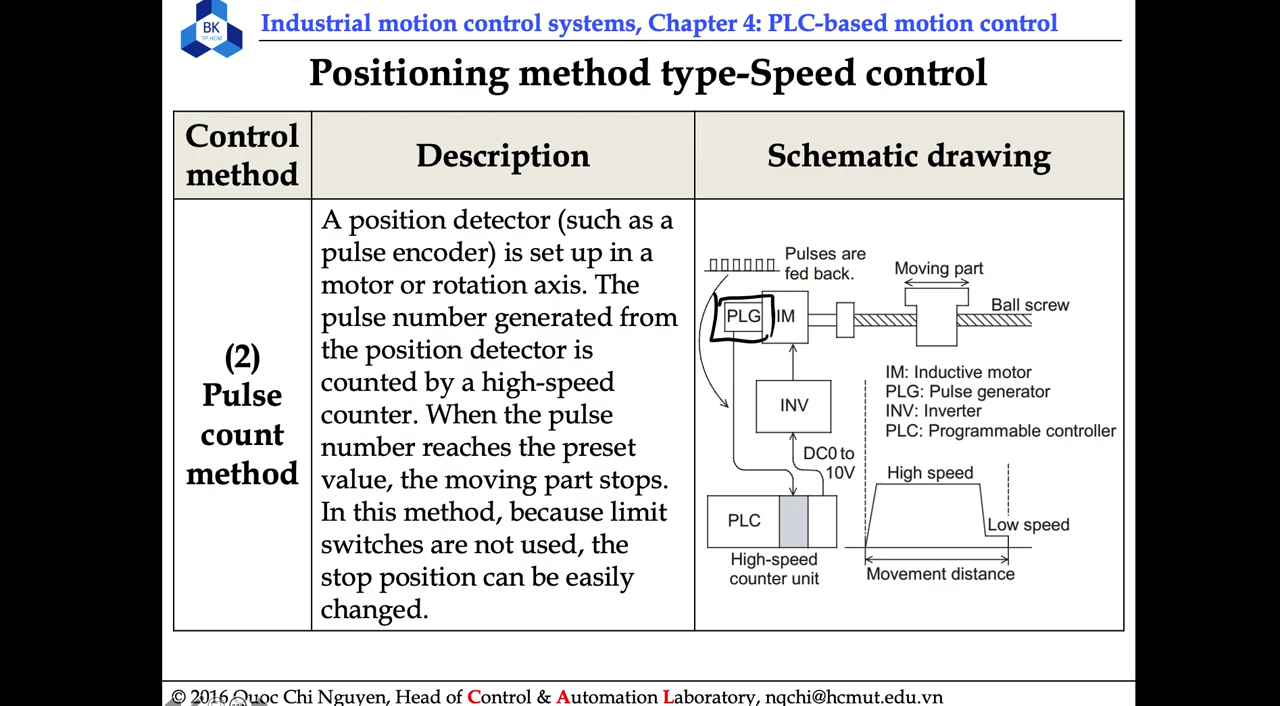 BK
TP.HCM
Industrial motion control systems, Chapter 4: PLC-based motion control
Positioning method type-Speed control
Control
method
Description
Schematic drawing
(2)
Pulse
count
method
A position detector (such as a
pulse encoder) is set up in a
motor or rotation axis. The
pulse number generated from
the position detector is
counted by a high-speed
counter. When the pulse
number reaches the preset
value, the moving part stops.
In this method, because limit
switches are not used, the
stop position can be easily
changed.
Pulses are
fed back.
Moving part
Ball screw
PLG
IM
IM: Inductive motor
PLG: Pulse generator
INV: Inverter
PLC: Programmable controller
INV
DC0 to
10V
High speed
Low speed
PLC
High-speed
counter unit
Movement distance
© 2016 Quoc Chi Nguyen, Head of Control & Automation Laboratory, nqchi@hcmut.edu.vn